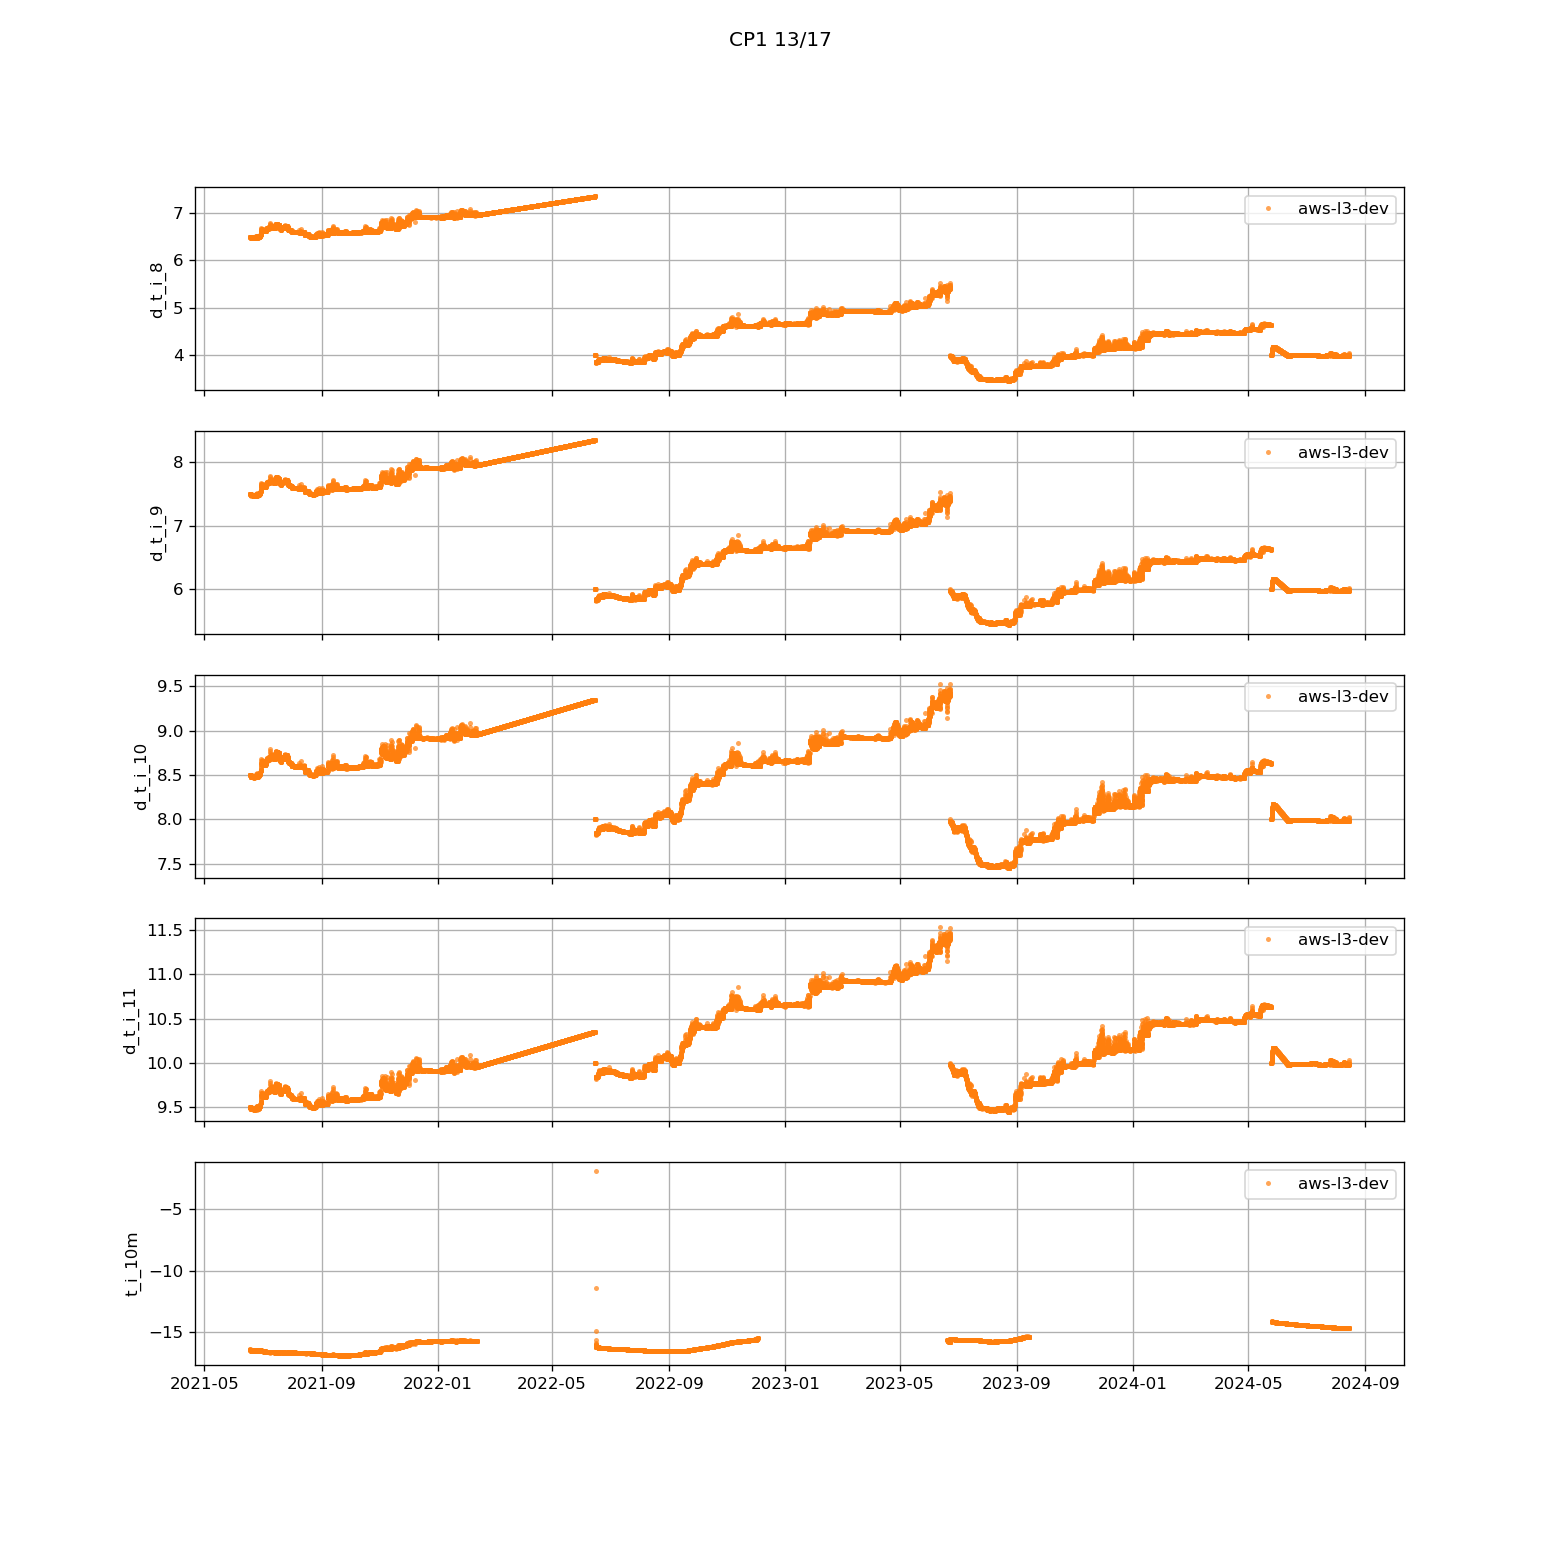 CP1 13/17
aws-l3-dev
7
6
5
4
d_t_i_8
aws-l3-dev
8
7
6
d_t_i_9
aws-l3-dev
9.5
9.0
8.5
8.0
7.5
d_t_i_10
aws-l3-dev
11.5
11.0
10.5
10.0
9.5
d_t_i_11
aws-l3-dev
−5
−10
−15
t_i_10m
2021-05 2021-09 2022-01 2022-05 2022-09 2023-01 2023-05 2023-09 2024-01 2024-05 2024-09